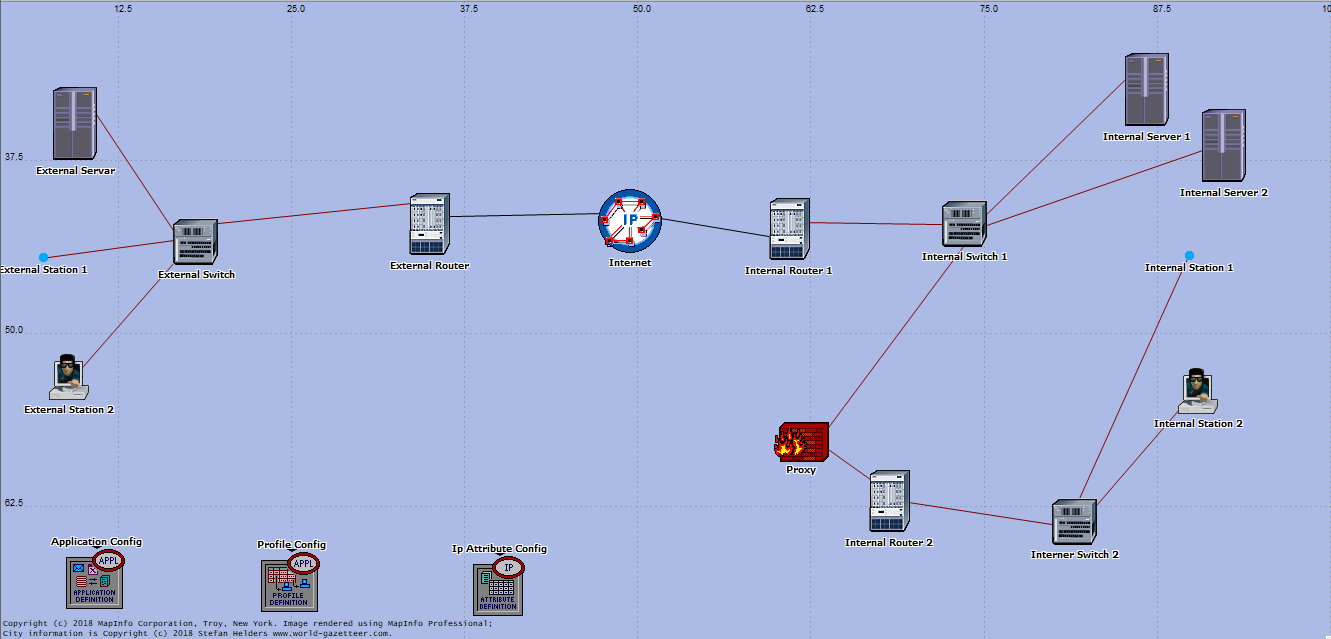 12.5 25.0 37.5 50.0 62.5 75.0 87.5 10
37.5
50.0
62.5
External Servar
External Station 1
External Switch
External Station 2
External Router
IP
Internet
Internal Router 1
Internal Switch 1
Internal Server 1
Internal Server 2
Internal Station 1
Internal Station 2
Proxy
Internal Router 2
Interner Switch 2
Application Config
APPL
APPLICATION
DEFINITION
Profile Config
APPL
PROFILE
DEFINITION
Ip Attribute Config
IP
ATTRIBUTE
DEFINITION
Copyright (c) 2018 MapInfo Corporation, Troy, New York. Image rendered using MapInfo Professional;
City information is Copyright (c) 2018 Stefan Helders www.world-gazetteer.com.